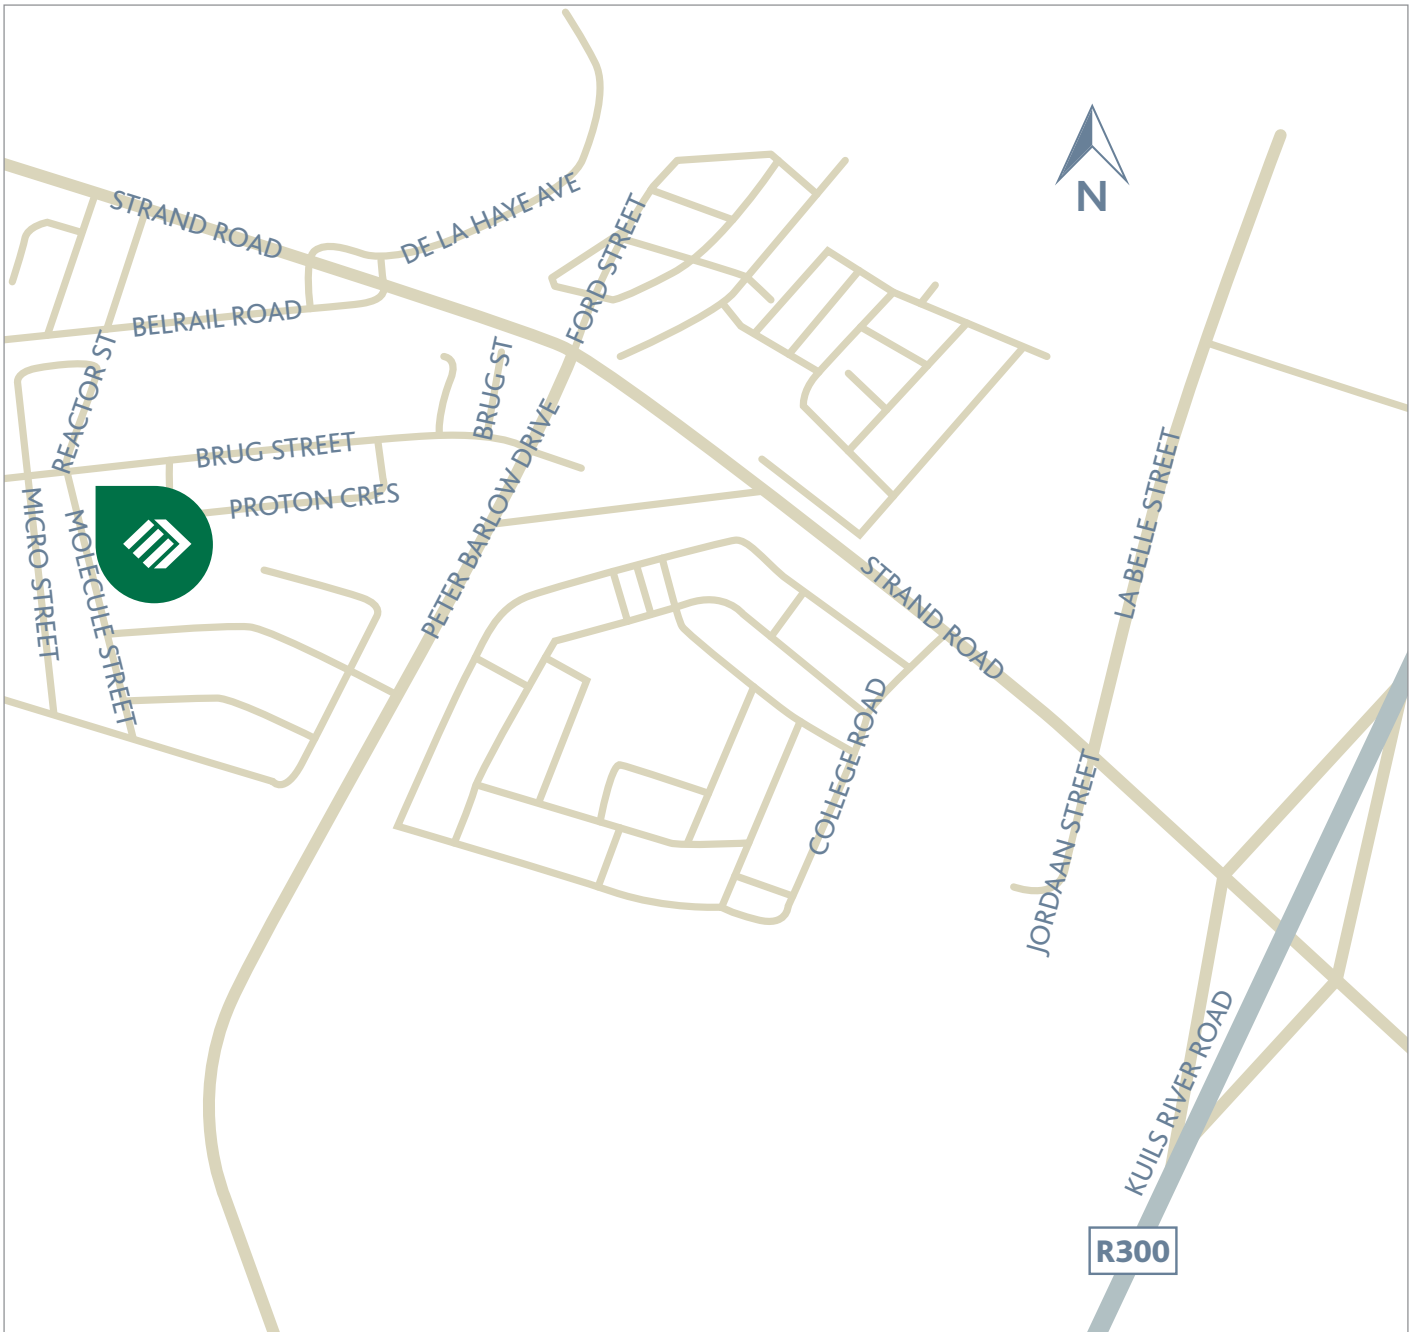 STRAND ROAD
DE LA HAYE AVE
FORD STREET
N
BELRAIL ROAD
REACTOR ST
BRUG ST
BRUG STREET
PROTON CRES
PETER BARLOW DRIVE
MICRO STREET
MOLECULE STREET
LA BELLE STREET
STRAND ROAD
COLLEGE ROAD
JORDAAN STREET
KUILS RIVER ROAD
R300